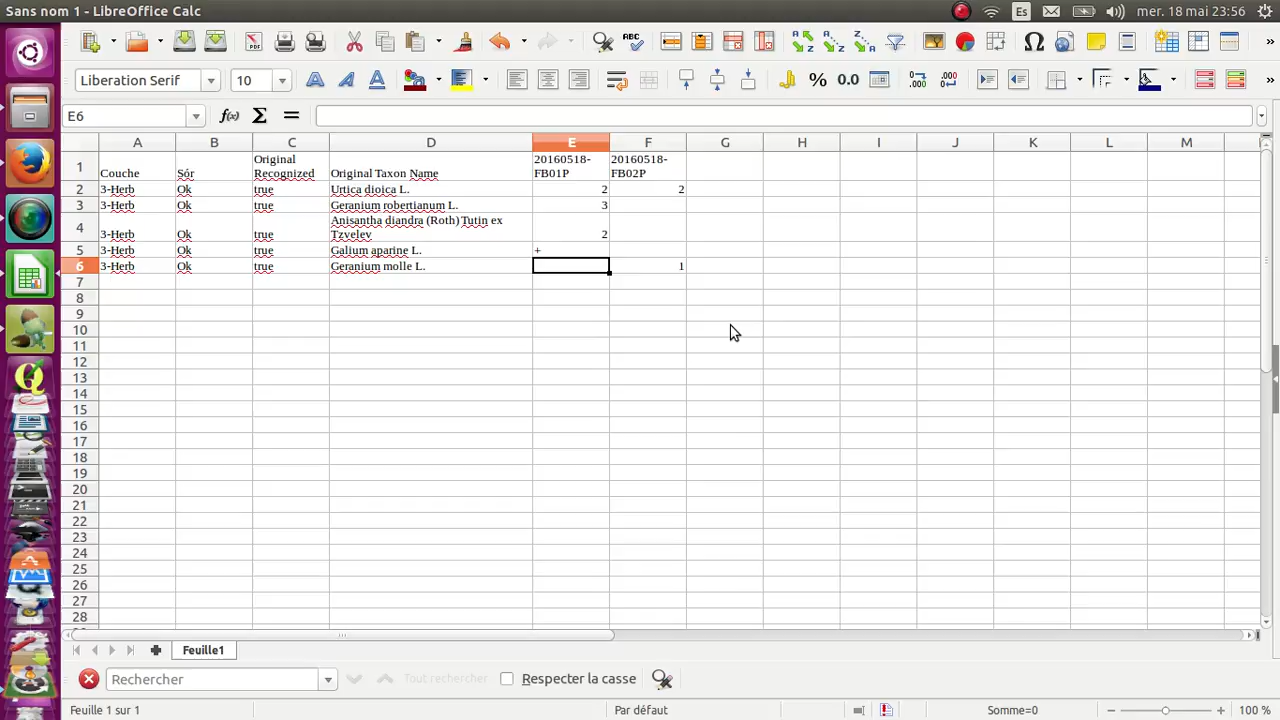 Sans nom 1 - LibreOffice Calc
Es
mer. 18 mai 23:56
Liberation Serif
10
%
0.0
E6
f(x) Σ =
A B C D E F G H I J K L M
1 Couche Sór Original Recognized Original Taxon Name 20160518-FB01P 20160518-FB02P
2 3-Herb Ok true Urtica dioica L. 2 2
3 3-Herb Ok true Geranium robertianum L. 3
4 3-Herb Ok true Anisantha diandra (Roth) Tutin ex Tzvelev 2
5 3-Herb Ok true Galium aparine L. +
6 3-Herb Ok true Geranium molle L. 1
7
8
9
10
11
12
13
14
15
16
17
18
19
20
21
22
23
24
25
26
27
28
Feuille1
Rechercher
Tout rechercher
Respecter la casse
Feuille 1 sur 1
Par défaut
Somme=0
100 %